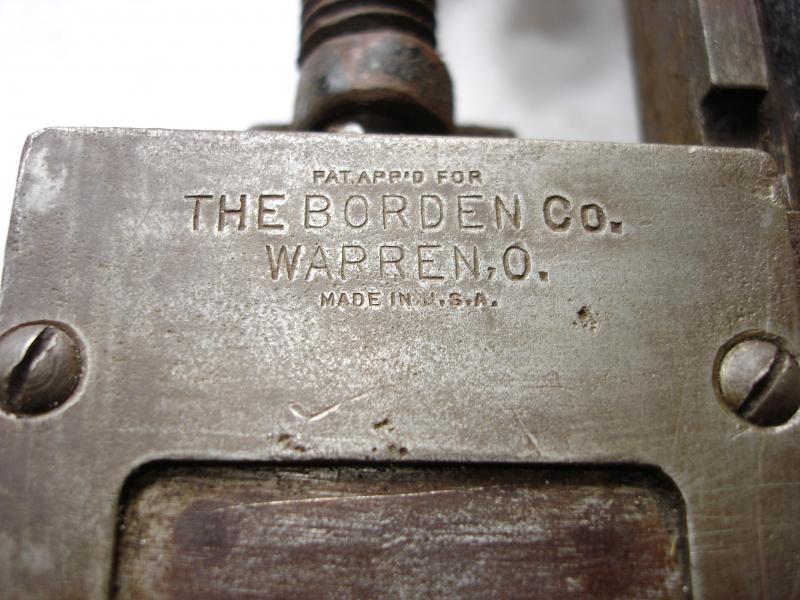 PAT. APP'D FOR
THE BORDEN CO.
WARREN, O.
MADE IN U.S.A.